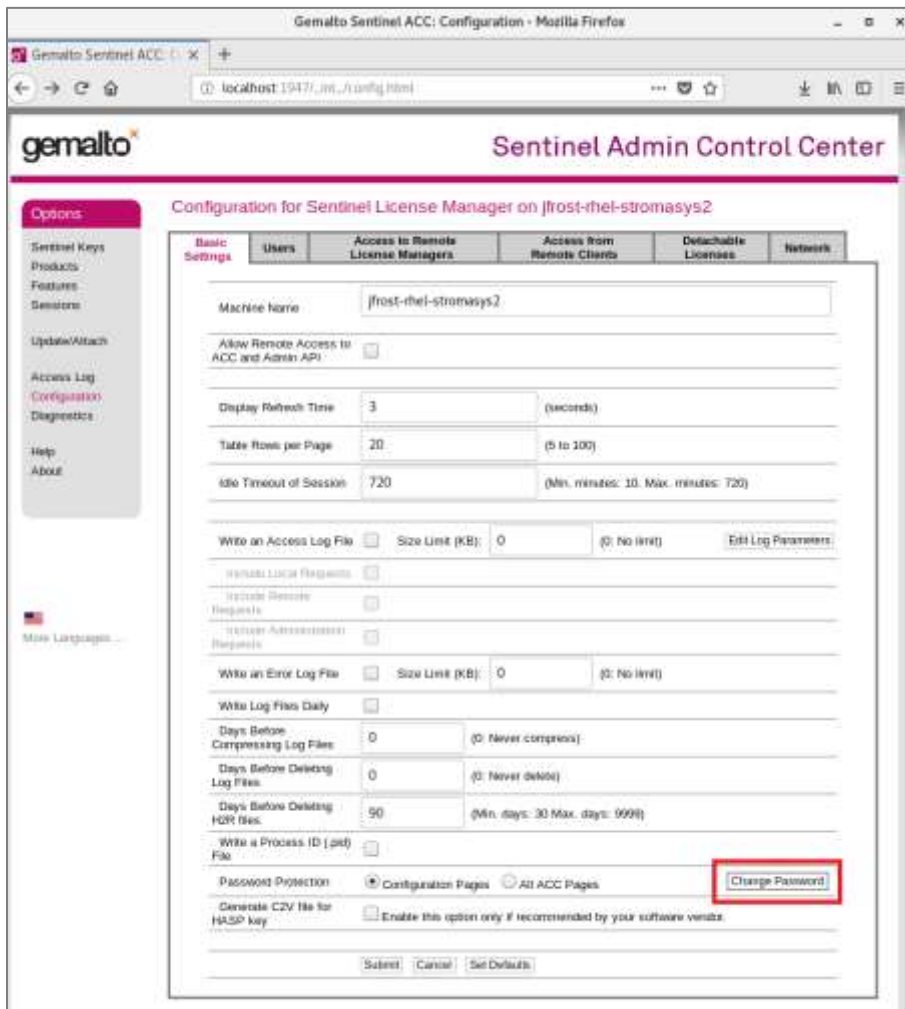 Gemalto Sentinel ACC: Configuration - Mozilla Firefox
Gemalto Sentinel ACC: C
localhost:1947/_int_/config.html
gemalto
Sentinel Admin Control Center
Options
Sentinel Keys
Products
Features
Sessions
Update/Attach
Access Log
Configuration
Diagnostics
Help
About
More Languages ...
Configuration for Sentinel License Manager on jfrost-rhel-stromasys2
Basic Settings
Users
Access to Remote License Managers
Access from Remote Clients
Detachable Licenses
Network
Machine Name jfrost-rhel-stromasys2
Allow Remote Access to
ACC and Admin API
Display Refresh Time 3 (seconds)
Table Rows per Page 20 (5 to 100)
Idle Timeout of Session 720 (Min. minutes: 10. Max. minutes: 720)
Write an Access Log File Size Limit (KB): 0 (0: No limit) Edit Log Parameters
Include Local Requests
Include Remote
Requests
Include Administration
Requests
Write an Error Log File Size Limit (KB): 0 (0: No limit)
Write Log Files Daily
Days Before
Compressing Log Files 0 (0: Never compress)
Days Before Deleting
Log Files 0 (0: Never delete)
Days Before Deleting
H2R files 90 (Min. days: 30 Max. days: 9999)
Write a Process ID (.pid)
File
Password Protection Configuration Pages All ACC Pages Change Password
Generate C2V file for
HASP key Enable this option only if recommended by your software vendor.
Submit Cancel Set Defaults